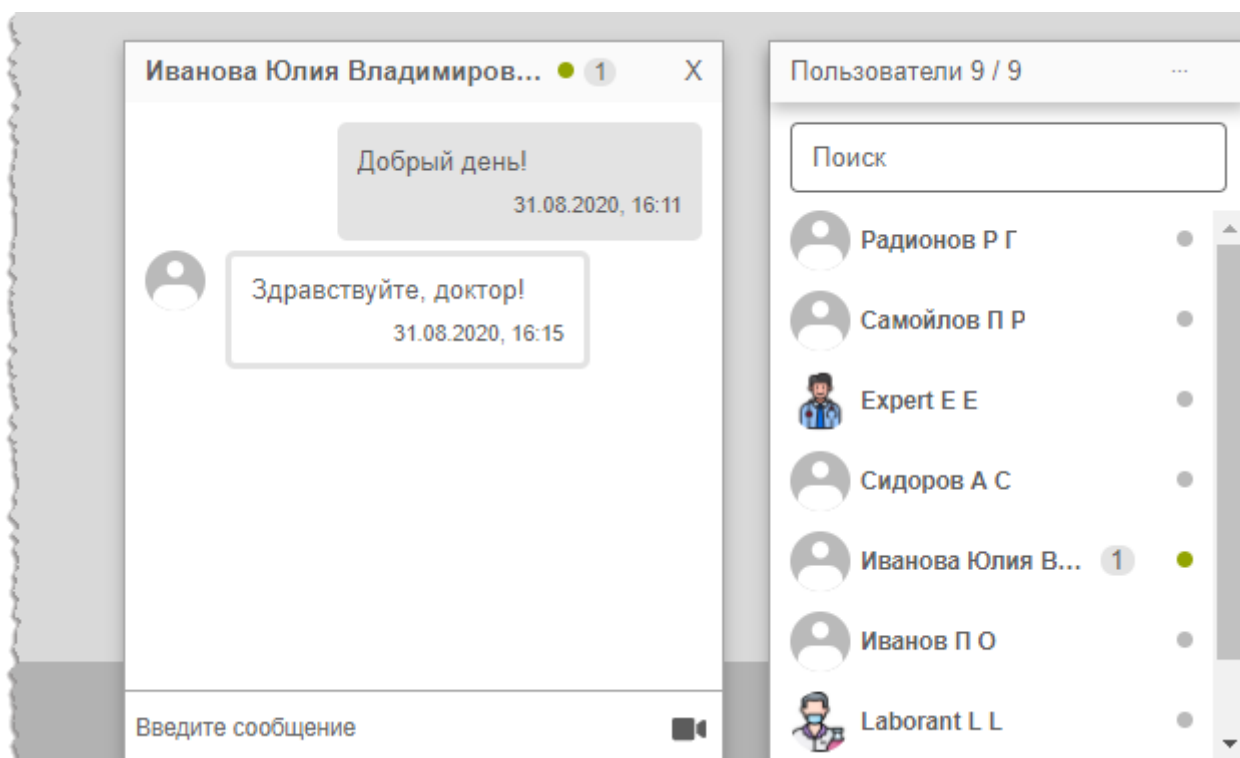 Иванова Юлия Владимиров... 1 X
Добрый день!
31.08.2020, 16:11
Здравствуйте, доктор!
31.08.2020, 16:15
Введите сообщение
Пользователи 9 / 9 ...
Поиск
Радионов Р Г
Самойлов П Р
Expert E E
Сидоров А С
Иванова Юлия В... 1
Иванов П О
Laborant L L